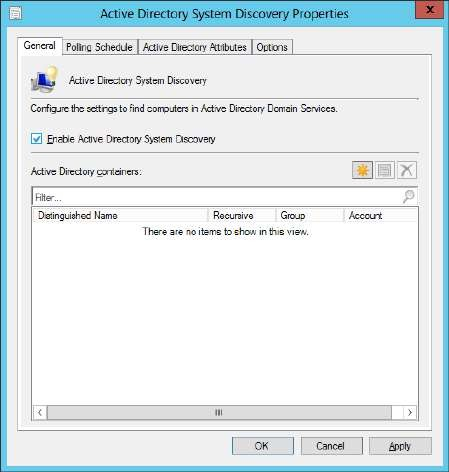 Active Directory System Discovery Properties
x
General Polling Schedule Active Directory Attributes Options
Active Directory System Discovery
Configure the settings to find computers in Active Directory Domain Services.
Enable Active Directory System Discovery
Active Directory containers:
Filter...
Distinguished Name Recursive Group Account
There are no items to show in this view.
OK Cancel Apply